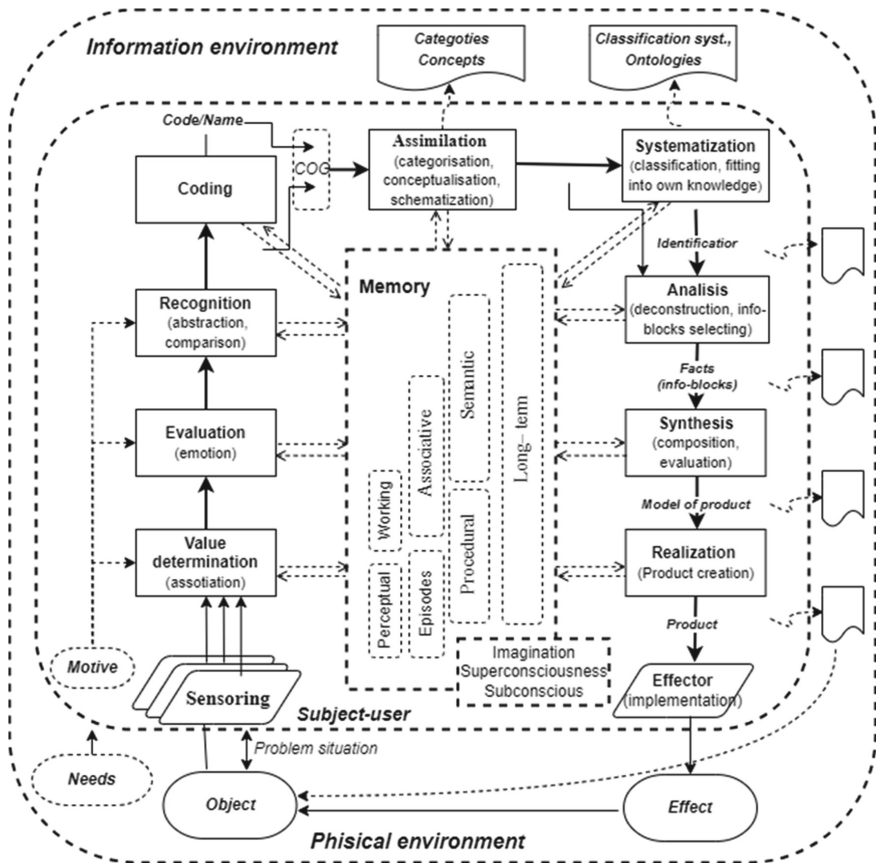 Information environment
Categoties
Concepts
Classification syst.,
Ontologies
Code/Name
Coding
COG
Assimilation
(categorisation,
conceptualisation,
schematization)
Systematization
(classification, fitting
into own knowledge)
Identificatior
Memory
Recognition
(abstraction,
comparison)
Analisis
(deconstruction, info-
blocks selecting)
Facts
(info-blocks)
Evaluation
(emotion)
Synthesis
(composition,
evaluation)
Model of product
Value
determination
(assotiation)
Realization
(Product creation)
Perceptual
Working
Episodes
Associative
Procedural
Semantic
Long– term
Product
Motive
Imagination
Superconsciousness
Subconscious
Sensoring
Effector
(implementation)
Subject-user
Problem situation
Needs
Object
Effect
Phisical environment